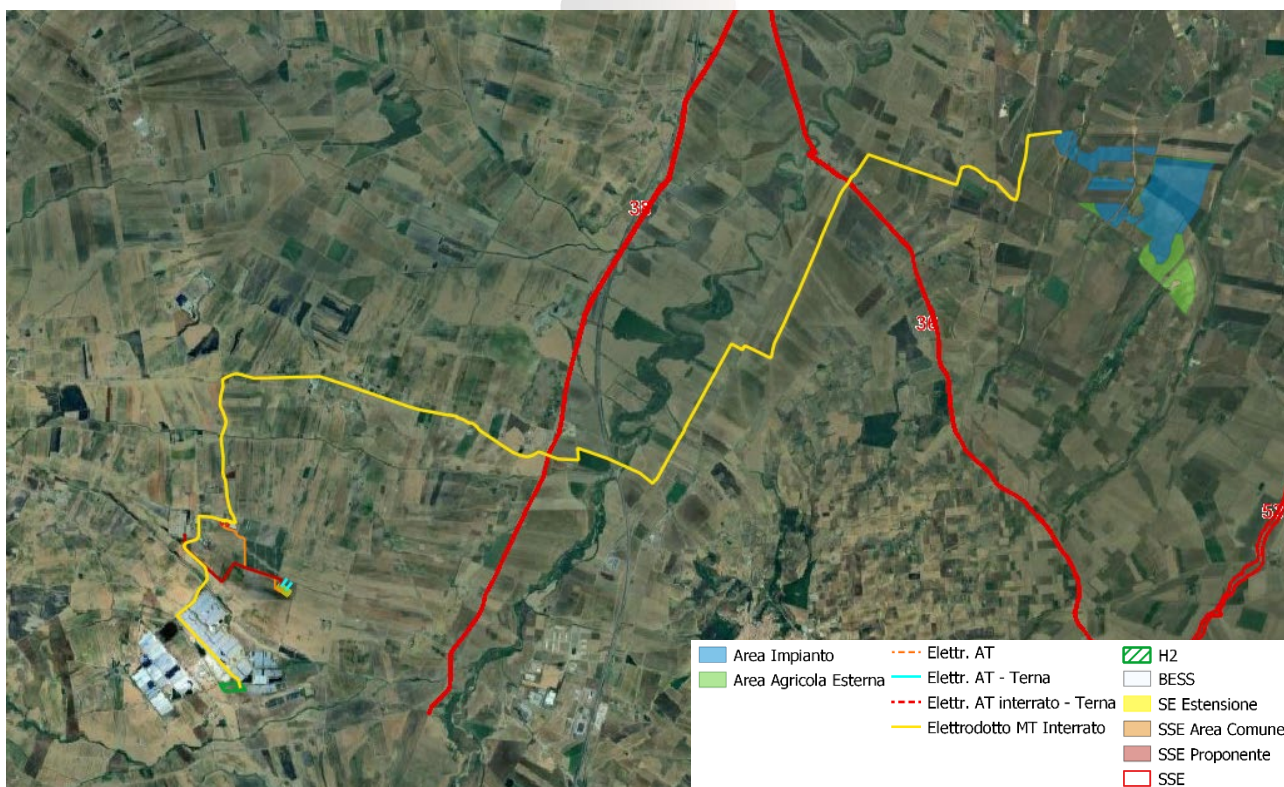 36
Area Impianto
Area Agricola Esterna
Elettr. AT
Elettr. AT - Terna
Elettr. AT interrato - Terna
Elettrodotto MT Interrato
H2
BESS
SE Estensione
SSE Area Comune
SSE Proponente
SSE